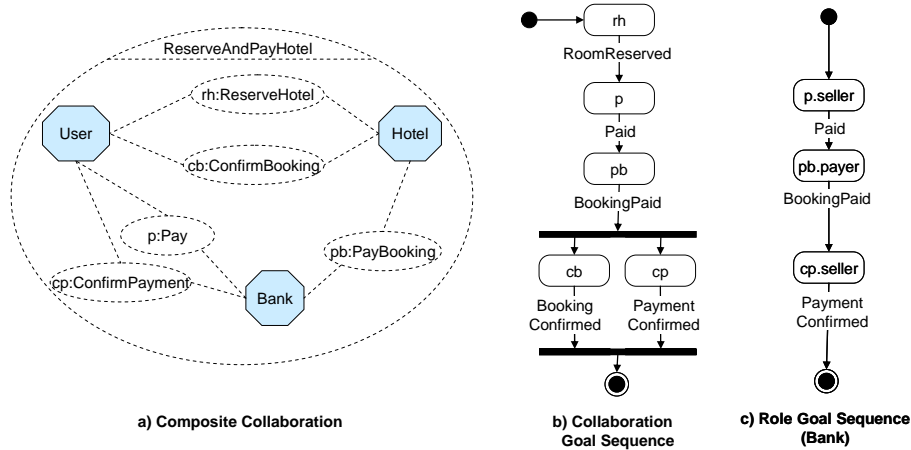 ReserveAndPayHotel
rh:ReserveHotel
User
Hotel
cb:ConfirmBooking
p:Pay
pb:PayBooking
cp:ConfirmPayment
Bank
a) Composite Collaboration
rh
RoomReserved
p
Paid
pb
BookingPaid
cb
cp
Booking
Confirmed
Payment
Confirmed
b) Collaboration
Goal Sequence
p.seller
Paid
pb.payer
BookingPaid
cp.seller
Payment
Confirmed
c) Role Goal Sequence
(Bank)